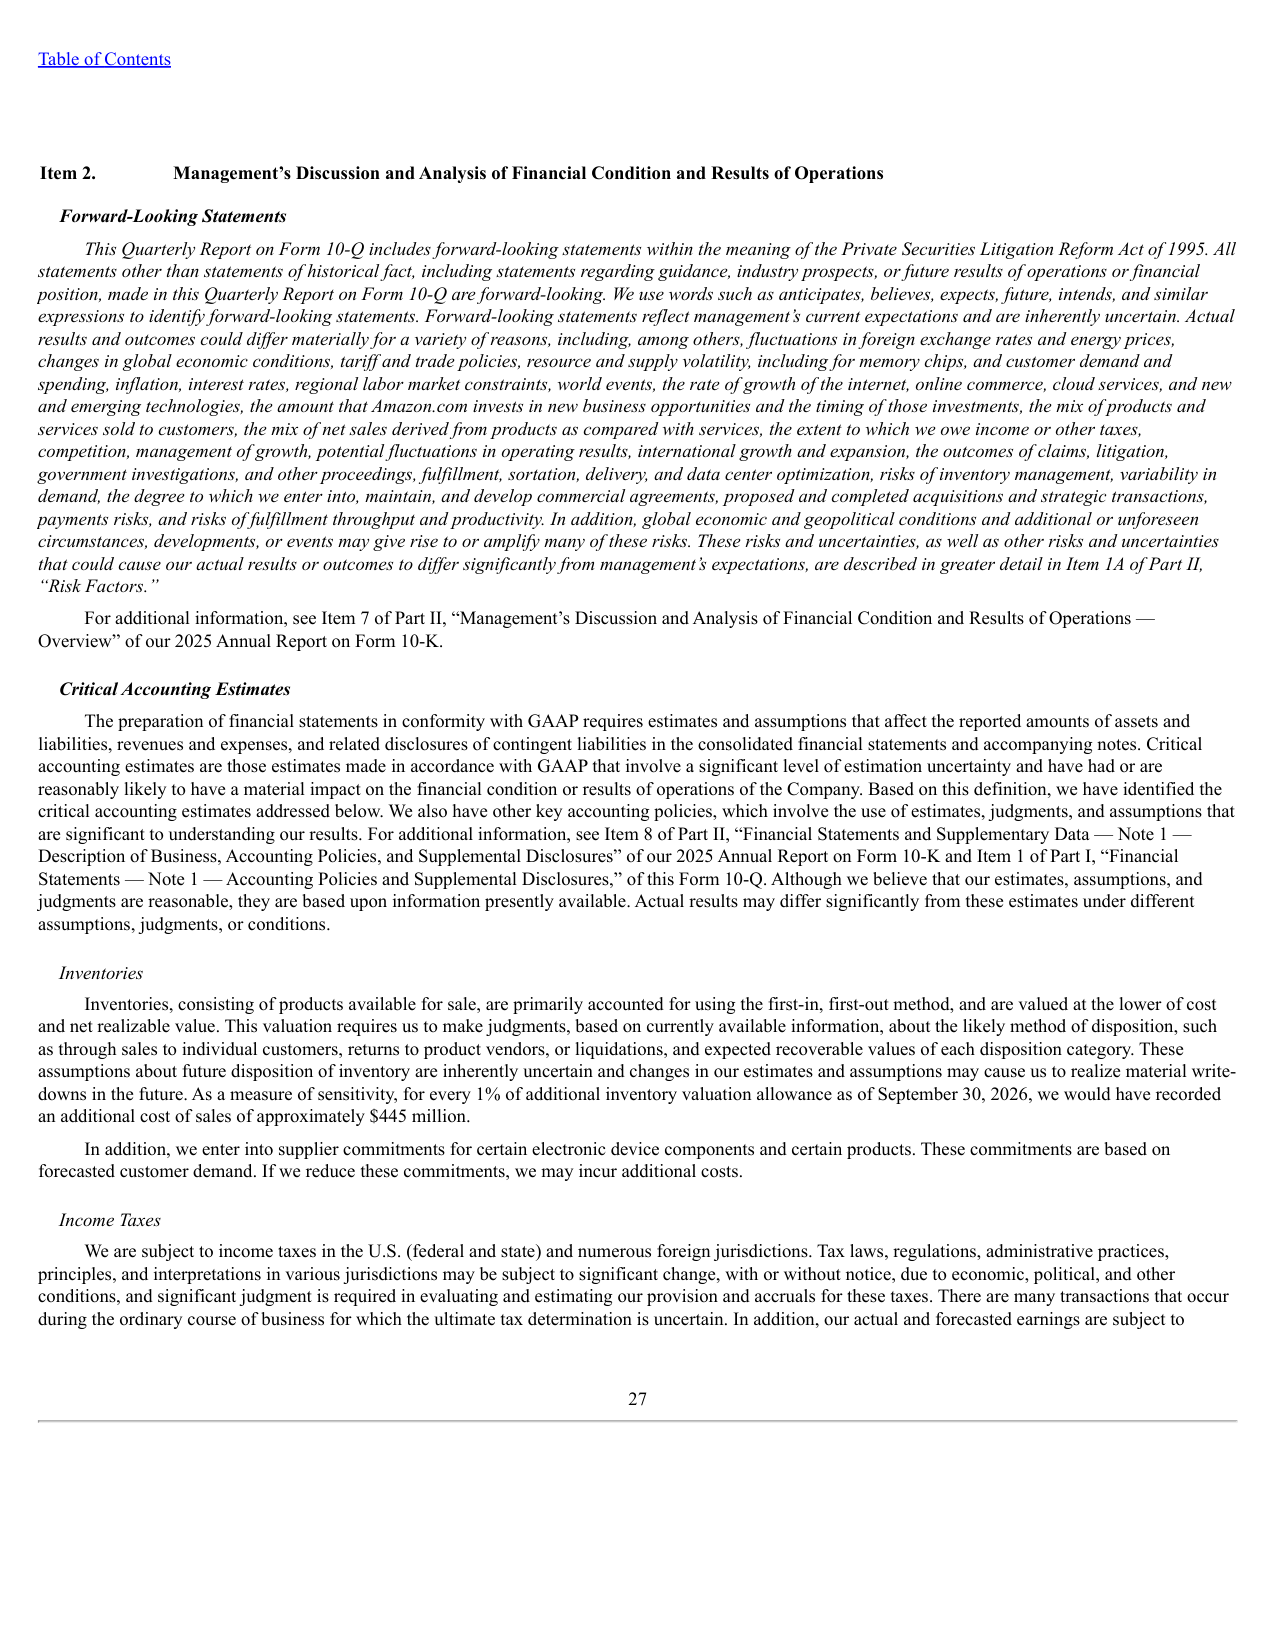 Table of Contents
Item 2. Management’s Discussion and Analysis of Financial Condition and Results of Operations
Forward-Looking Statements
This Quarterly Report on Form 10-Q includes forward-looking statements within the meaning of the Private Securities Litigation Reform Act of 1995. All
statements other than statements of historical fact, including statements regarding guidance, industry prospects, or future results of operations or financial
position, made in this Quarterly Report on Form 10-Q are forward-looking. We use words such as anticipates, believes, expects, future, intends, and similar
expressions to identify forward-looking statements. Forward-looking statements reflect management’s current expectations and are inherently uncertain. Actual
results and outcomes could differ materially for a variety of reasons, including, among others, fluctuations in foreign exchange rates and energy prices,
changes in global economic conditions, tariff and trade policies, resource and supply volatility, including for memory chips, and customer demand and
spending, inflation, interest rates, regional labor market constraints, world events, the rate of growth of the internet, online commerce, cloud services, and new
and emerging technologies, the amount that Amazon.com invests in new business opportunities and the timing of those investments, the mix of products and
services sold to customers, the mix of net sales derived from products as compared with services, the extent to which we owe income or other taxes,
competition, management of growth, potential fluctuations in operating results, international growth and expansion, the outcomes of claims, litigation,
government investigations, and other proceedings, fulfillment, sortation, delivery, and data center optimization, risks of inventory management, variability in
demand, the degree to which we enter into, maintain, and develop commercial agreements, proposed and completed acquisitions and strategic transactions,
payments risks, and risks of fulfillment throughput and productivity. In addition, global economic and geopolitical conditions and additional or unforeseen
circumstances, developments, or events may give rise to or amplify many of these risks. These risks and uncertainties, as well as other risks and uncertainties
that could cause our actual results or outcomes to differ significantly from management’s expectations, are described in greater detail in Item 1A of Part II,
“Risk Factors.”
For additional information, see Item 7 of Part II, “Management’s Discussion and Analysis of Financial Condition and Results of Operations —
Overview” of our 2025 Annual Report on Form 10-K.
Critical Accounting Estimates
The preparation of financial statements in conformity with GAAP requires estimates and assumptions that affect the reported amounts of assets and
liabilities, revenues and expenses, and related disclosures of contingent liabilities in the consolidated financial statements and accompanying notes. Critical
accounting estimates are those estimates made in accordance with GAAP that involve a significant level of estimation uncertainty and have had or are
reasonably likely to have a material impact on the financial condition or results of operations of the Company. Based on this definition, we have identified the
critical accounting estimates addressed below. We also have other key accounting policies, which involve the use of estimates, judgments, and assumptions that
are significant to understanding our results. For additional information, see Item 8 of Part II, “Financial Statements and Supplementary Data — Note 1 —
Description of Business, Accounting Policies, and Supplemental Disclosures” of our 2025 Annual Report on Form 10-K and Item 1 of Part I, “Financial
Statements — Note 1 — Accounting Policies and Supplemental Disclosures,” of this Form 10-Q. Although we believe that our estimates, assumptions, and
judgments are reasonable, they are based upon information presently available. Actual results may differ significantly from these estimates under different
assumptions, judgments, or conditions.
Inventories
Inventories, consisting of products available for sale, are primarily accounted for using the first-in, first-out method, and are valued at the lower of cost
and net realizable value. This valuation requires us to make judgments, based on currently available information, about the likely method of disposition, such
as through sales to individual customers, returns to product vendors, or liquidations, and expected recoverable values of each disposition category. These
assumptions about future disposition of inventory are inherently uncertain and changes in our estimates and assumptions may cause us to realize material write-
downs in the future. As a measure of sensitivity, for every 1% of additional inventory valuation allowance as of September 30, 2026, we would have recorded
an additional cost of sales of approximately $445 million.
In addition, we enter into supplier commitments for certain electronic device components and certain products. These commitments are based on
forecasted customer demand. If we reduce these commitments, we may incur additional costs.
Income Taxes
We are subject to income taxes in the U.S. (federal and state) and numerous foreign jurisdictions. Tax laws, regulations, administrative practices,
principles, and interpretations in various jurisdictions may be subject to significant change, with or without notice, due to economic, political, and other
conditions, and significant judgment is required in evaluating and estimating our provision and accruals for these taxes. There are many transactions that occur
during the ordinary course of business for which the ultimate tax determination is uncertain. In addition, our actual and forecasted earnings are subject to
27